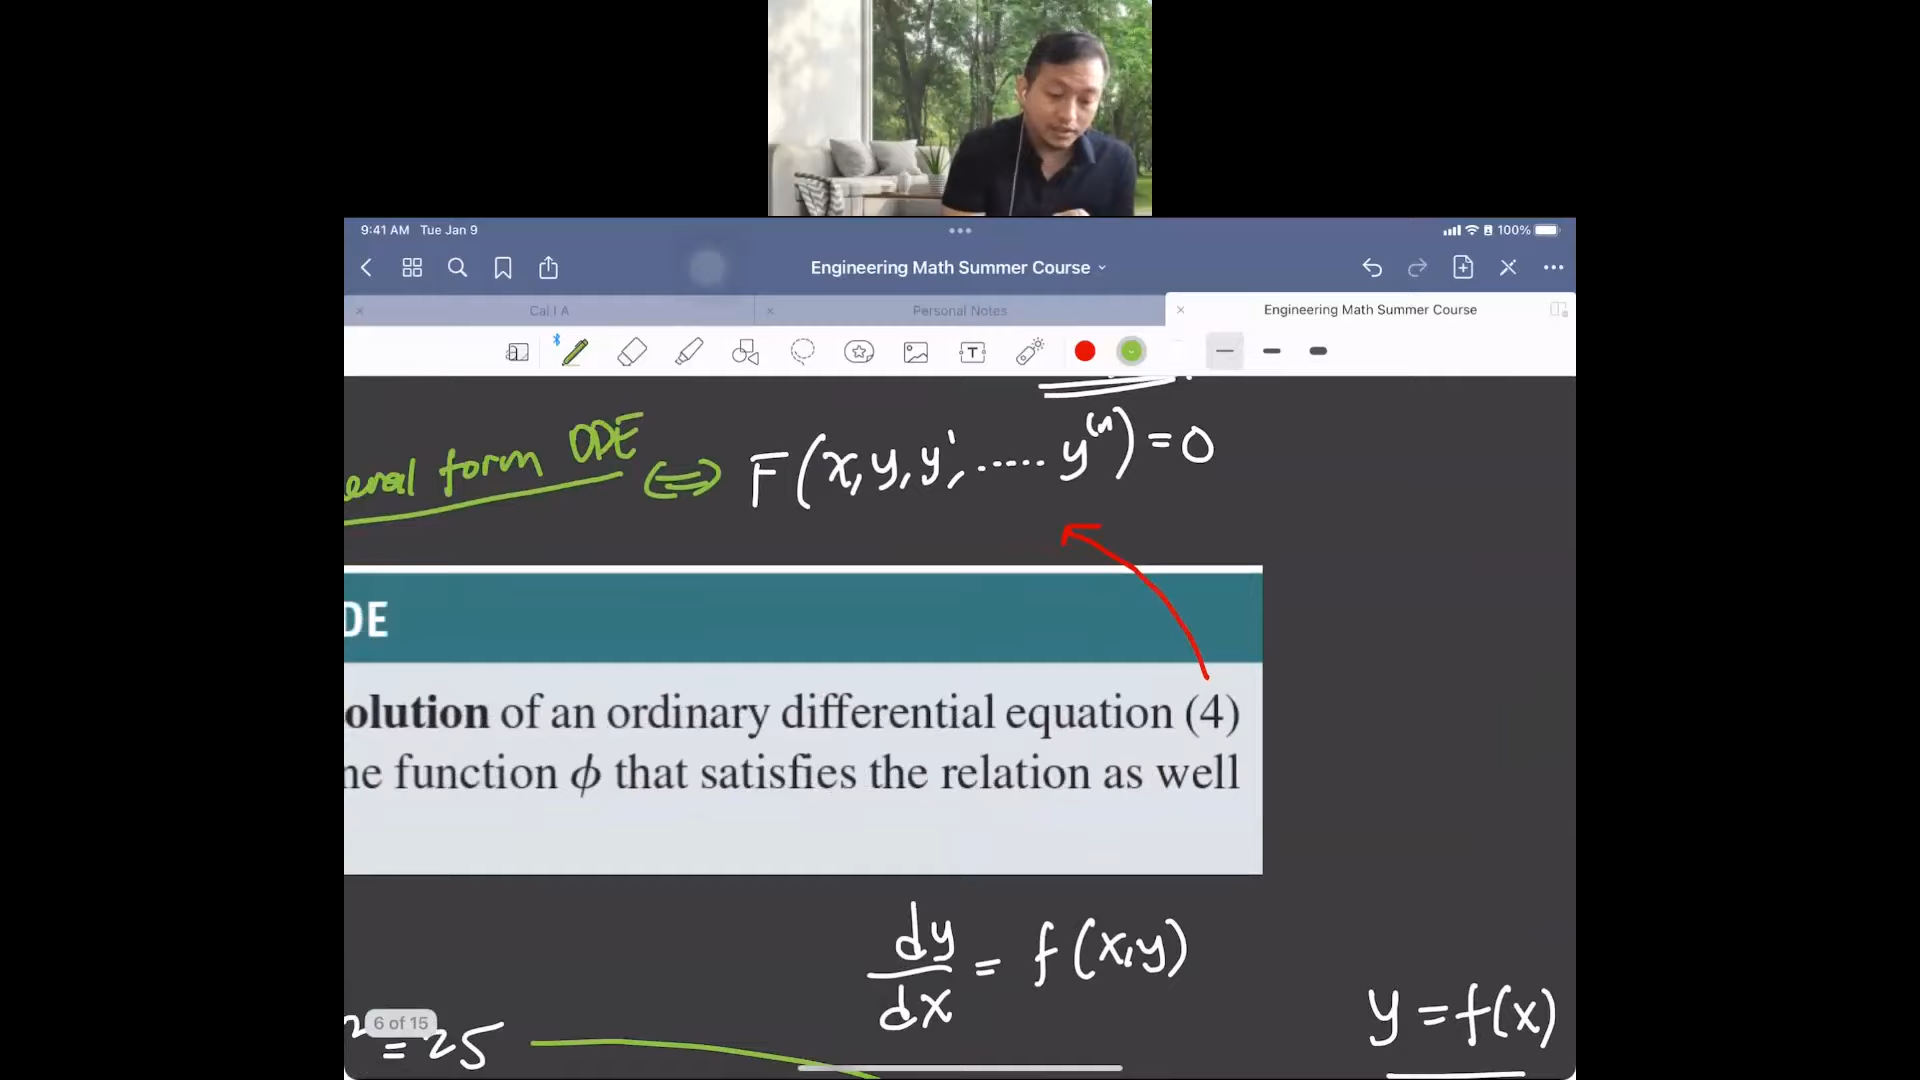 9:41 AM Tue Jan 9
100%
Engineering Math Summer Course
Cal I A
Personal Notes
Engineering Math Summer Course
eral form ODE ⇔ F(x, y, y', ..... y⁽ⁿ⁾) = 0
DE
olution of an ordinary differential equation (4)
he function ϕ that satisfies the relation as well
dy/dx = f(x,y)
y = f(x)
6 of 15
² = 25